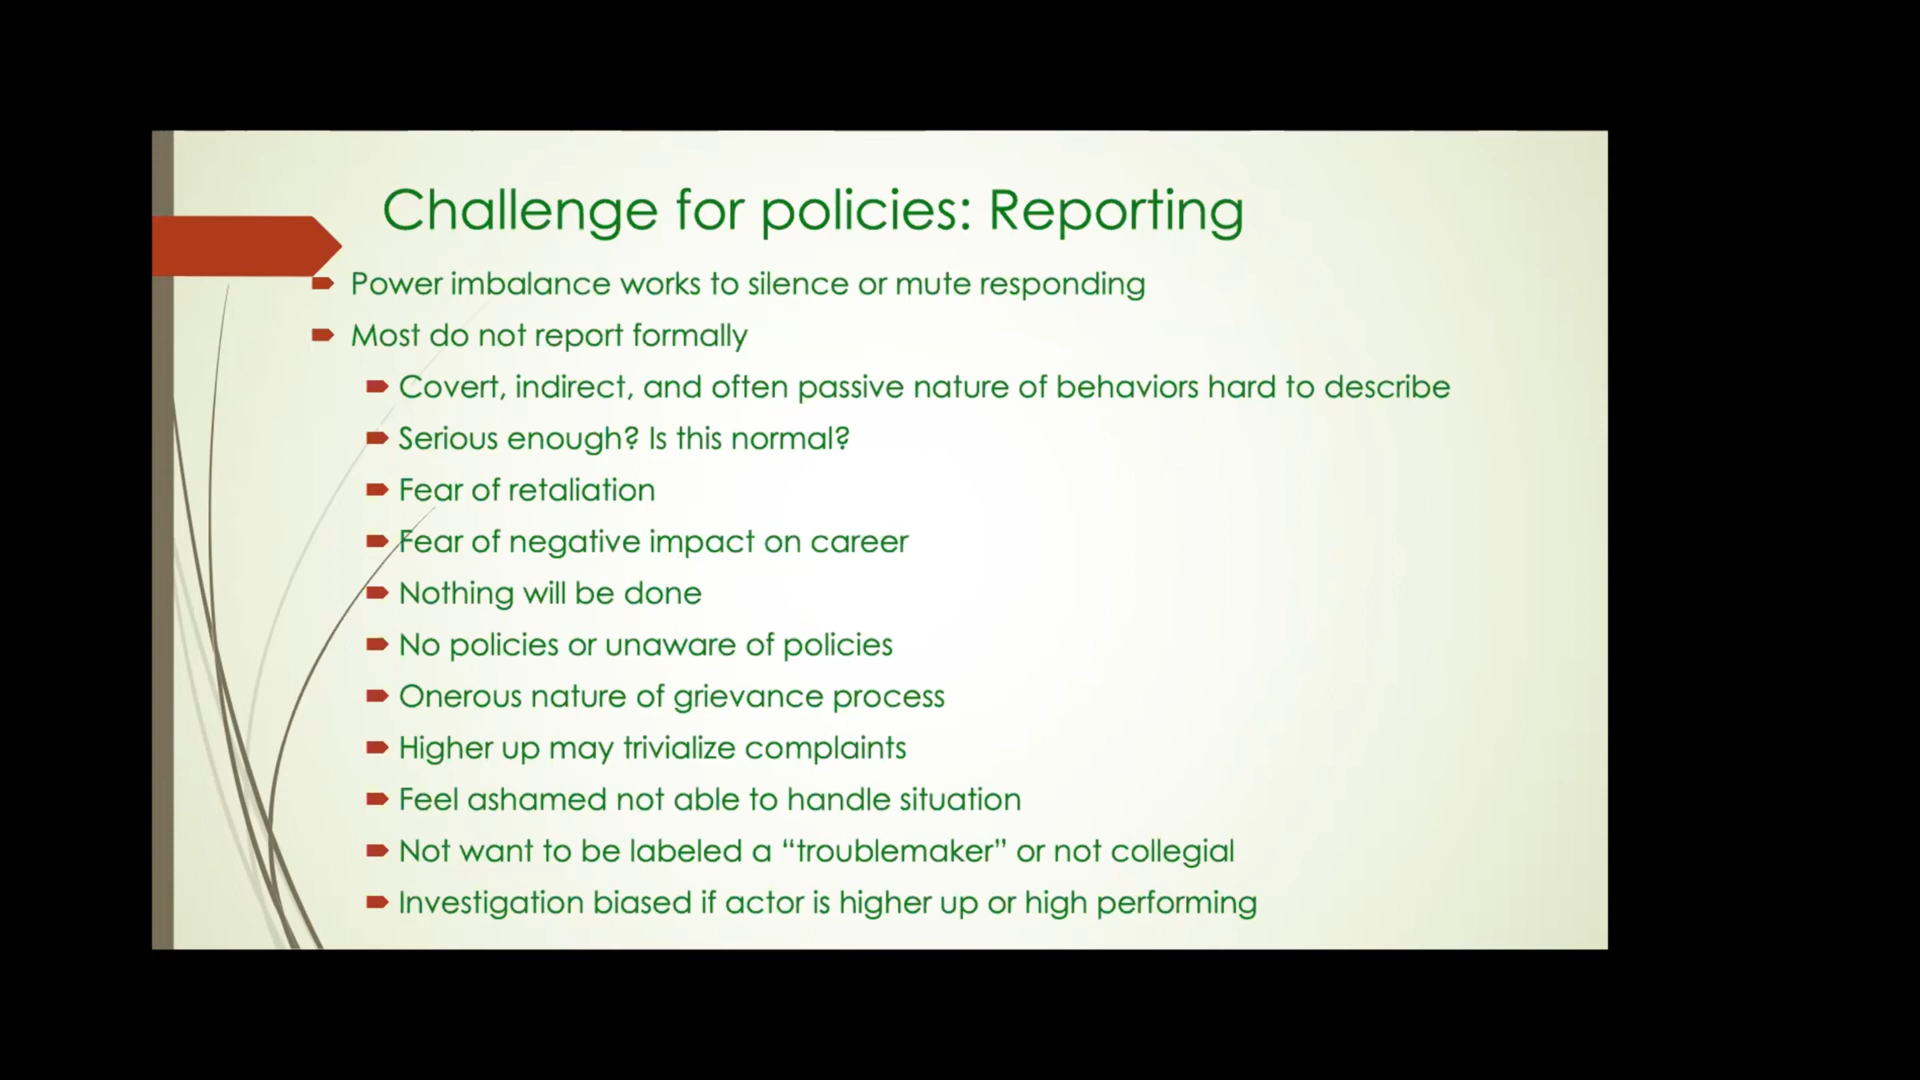 Challenge for policies: Reporting
Power imbalance works to silence or mute responding
Most do not report formally
Covert, indirect, and often passive nature of behaviors hard to describe
Serious enough? Is this normal?
Fear of retaliation
Fear of negative impact on career
Nothing will be done
No policies or unaware of policies
Onerous nature of grievance process
Higher up may trivialize complaints
Feel ashamed not able to handle situation
Not want to be labeled a “troublemaker” or not collegial
Investigation biased if actor is higher up or high performing